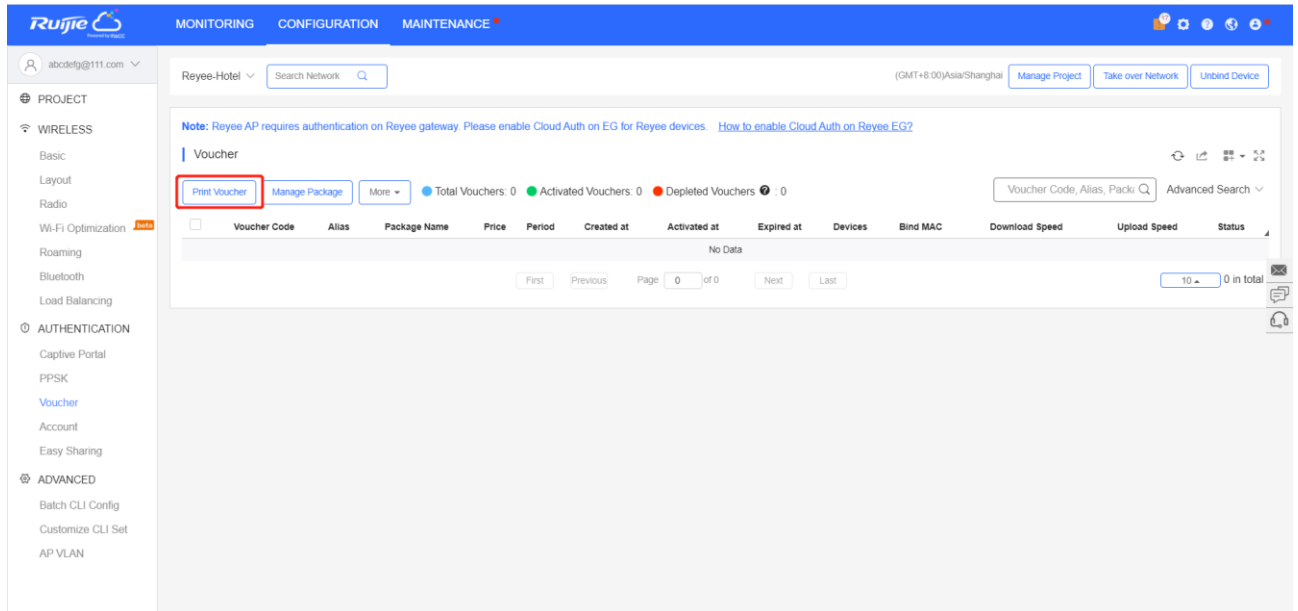 Ruijie
Powered by
MONITORING CONFIGURATION MAINTENANCE
abcdefg@111.com
PROJECT
WIRELESS
Basic
Layout
Radio
Wi-Fi Optimization beta
Roaming
Bluetooth
Load Balancing
AUTHENTICATION
Captive Portal
PPSK
Voucher
Account
Easy Sharing
ADVANCED
Batch CLI Config
Customize CLI Set
AP VLAN
Reyee-Hotel Search Network (GMT+8:00)Asia/Shanghai Manage Project Take over Network Unbind Device
Note: Reyee AP requires authentication on Reyee gateway. Please enable Cloud Auth on EG for Reyee devices. How to enable Cloud Auth on Reyee EG?
Voucher
Print Voucher Manage Package More Total Vouchers: 0 Activated Vouchers: 0 Depleted Vouchers ? : 0 Voucher Code, Alias, Packa Advanced Search
Voucher Code Alias Package Name Price Period Created at Activated at Expired at Devices Bind MAC Download Speed Upload Speed Status
No Data
First Previous Page 0 of 0 Next Last 10 0 in total